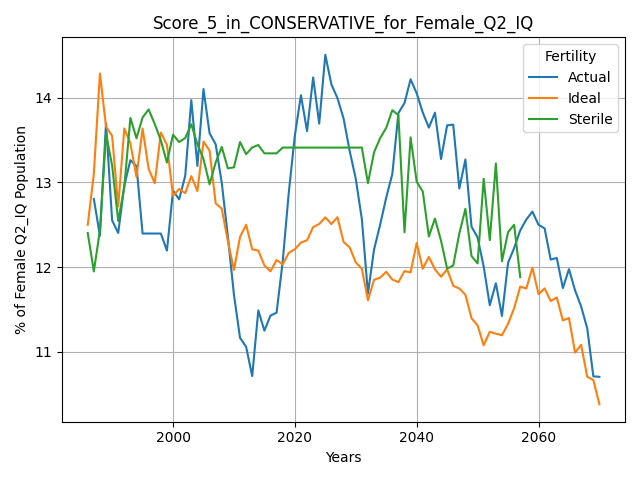 Score_5_in_CONSERVATIVE_for_Female_Q2_IQ
Fertility
Actual
Ideal
Sterile
% of Female Q2_IQ Population
14
13
12
11
2000
2020
2040
2060
Years